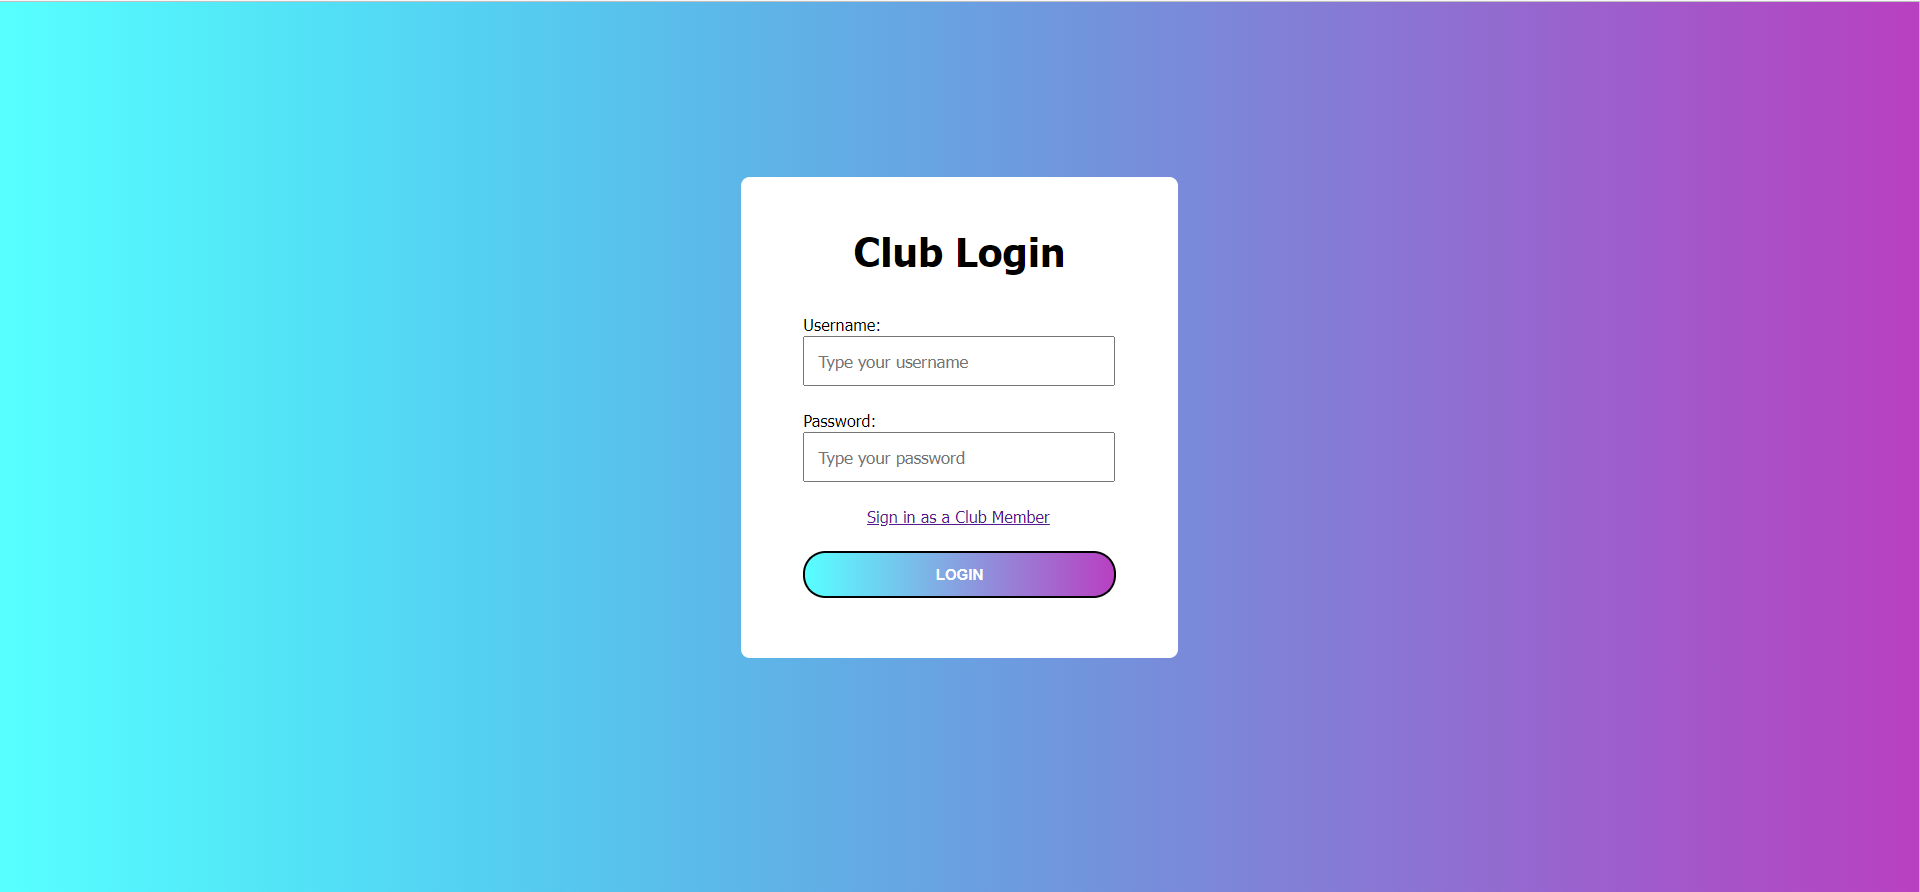 Club Login
Username:
Type your username
Password:
Type your password
Sign in as a Club Member
LOGIN